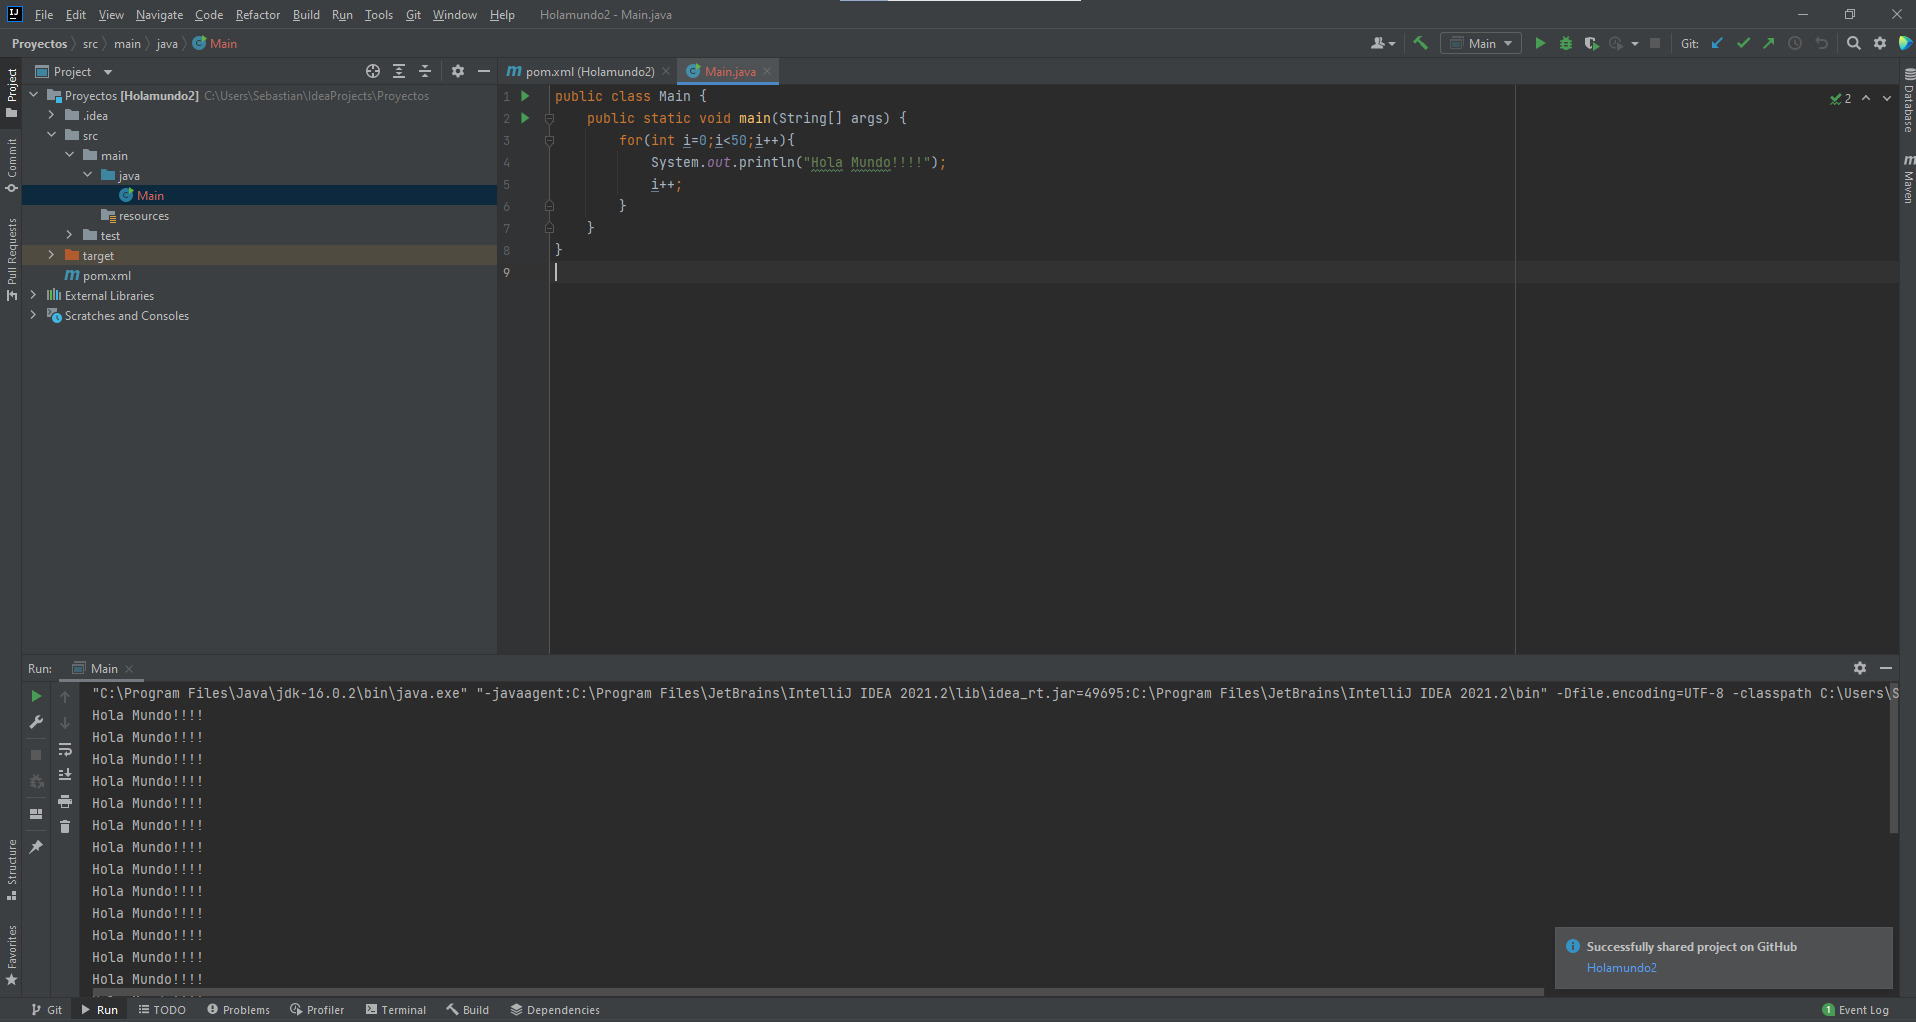 File Edit View Navigate Code Refactor Build Run Tools Git Window Help Holamundo2 - Main.java
Proyectos src main java Main
Main
Git:
Project
pom.xml (Holamundo2)
Main.java
Project
Commit
Pull Requests
Structure
Favorites
Proyectos [Holamundo2] C:\Users\Sebastian\IdeaProjects\Proyectos
.idea
src
main
java
Main
resources
test
target
pom.xml
External Libraries
Scratches and Consoles
1 public class Main {
2 public static void main(String[] args) {
3 for(int i=0;i<50;i++){
4 System.out.println("Hola Mundo!!!!");
5 i++;
6 }
7 }
8 }
9
2
Database
Maven
Run: Main
"C:\Program Files\Java\jdk-16.0.2\bin\java.exe" "-javaagent:C:\Program Files\JetBrains\IntelliJ IDEA 2021.2\lib\idea_rt.jar=49695:C:\Program Files\JetBrains\IntelliJ IDEA 2021.2\bin" -Dfile.encoding=UTF-8 -classpath C:\Users\S
Hola Mundo!!!!
Hola Mundo!!!!
Hola Mundo!!!!
Hola Mundo!!!!
Hola Mundo!!!!
Hola Mundo!!!!
Hola Mundo!!!!
Hola Mundo!!!!
Hola Mundo!!!!
Hola Mundo!!!!
Hola Mundo!!!!
Hola Mundo!!!!
Hola Mundo!!!!
Successfully shared project on GitHub
Holamundo2
Git Run TODO Problems Profiler Terminal Build Dependencies 1 Event Log